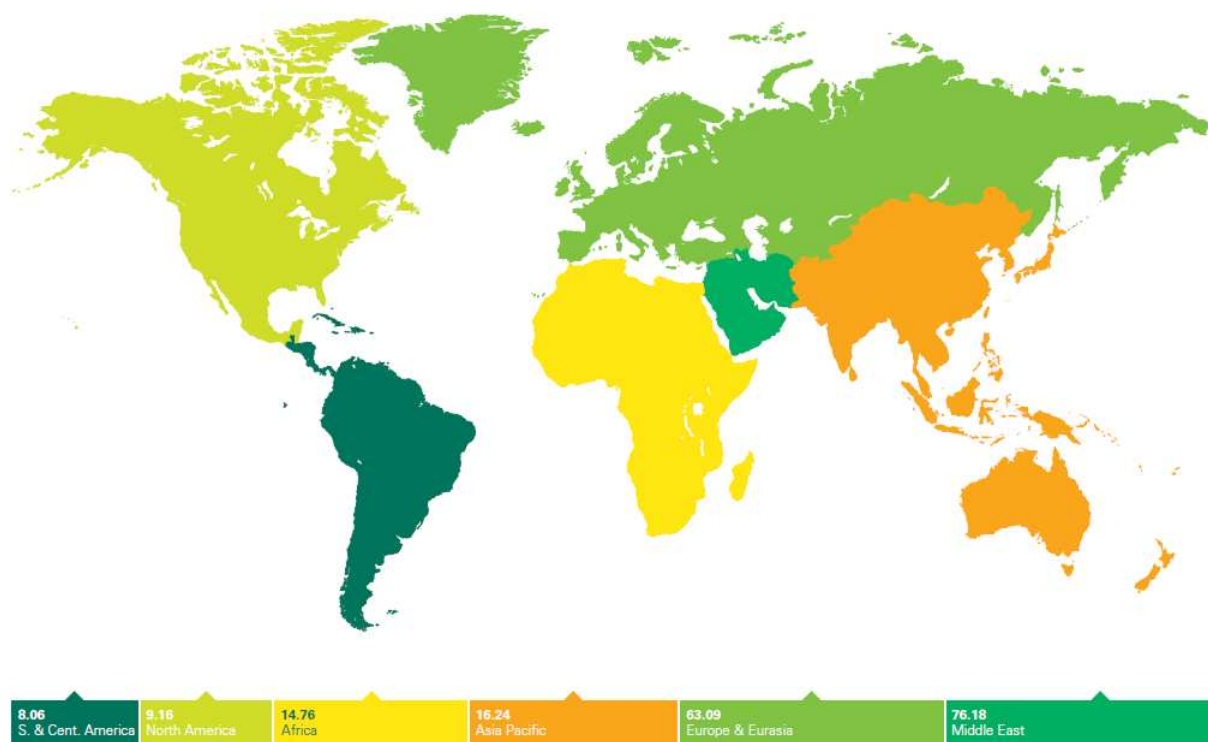 8.06
S. & Cent. America
9.16
North America
14.76
Africa
16.24
Asia Pacific
63.09
Europe & Eurasia
76.18
Middle East